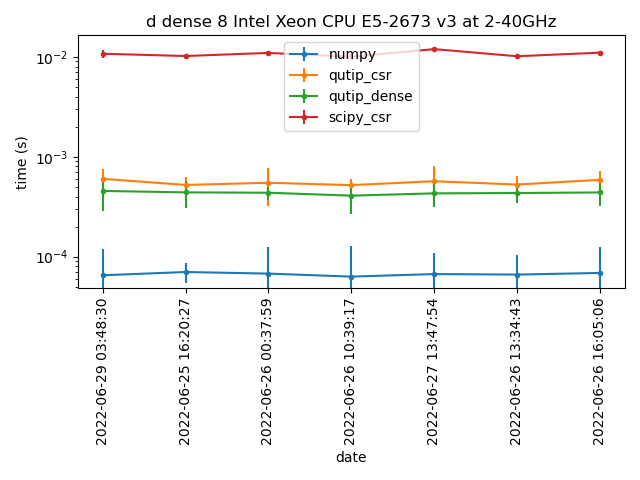 d dense 8 Intel Xeon CPU E5-2673 v3 at 2-40GHz
numpy
qutip_csr
qutip_dense
scipy_csr
time (s)
10⁻²
10⁻³
10⁻⁴
2022-06-29 03:48:30
2022-06-25 16:20:27
2022-06-26 00:37:59
2022-06-26 10:39:17
2022-06-27 13:47:54
2022-06-26 13:34:43
2022-06-26 16:05:06
date